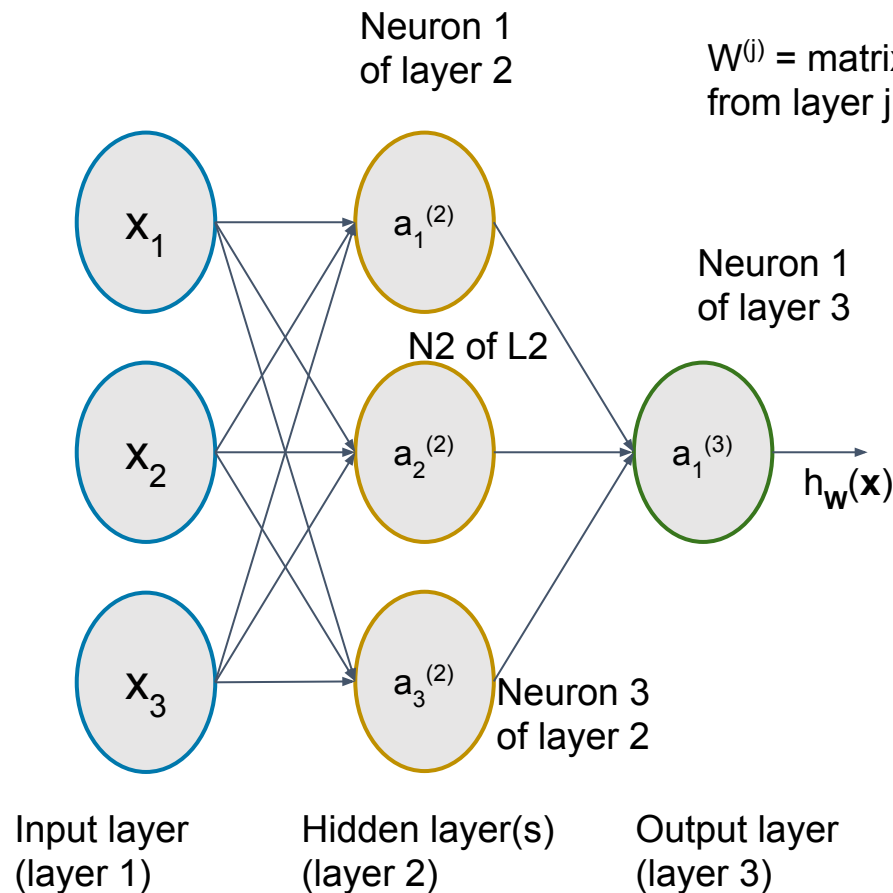 Neuron 1
of layer 2
W⁽ʲ⁾ = matrix
from layer j
x₁
a₁⁽²⁾
Neuron 1
of layer 3
N2 of L2
x₂
a₂⁽²⁾
a₁⁽³⁾
h𝐰(𝐱)
x₃
a₃⁽²⁾
Neuron 3
of layer 2
Input layer
(layer 1)
Hidden layer(s)
(layer 2)
Output layer
(layer 3)